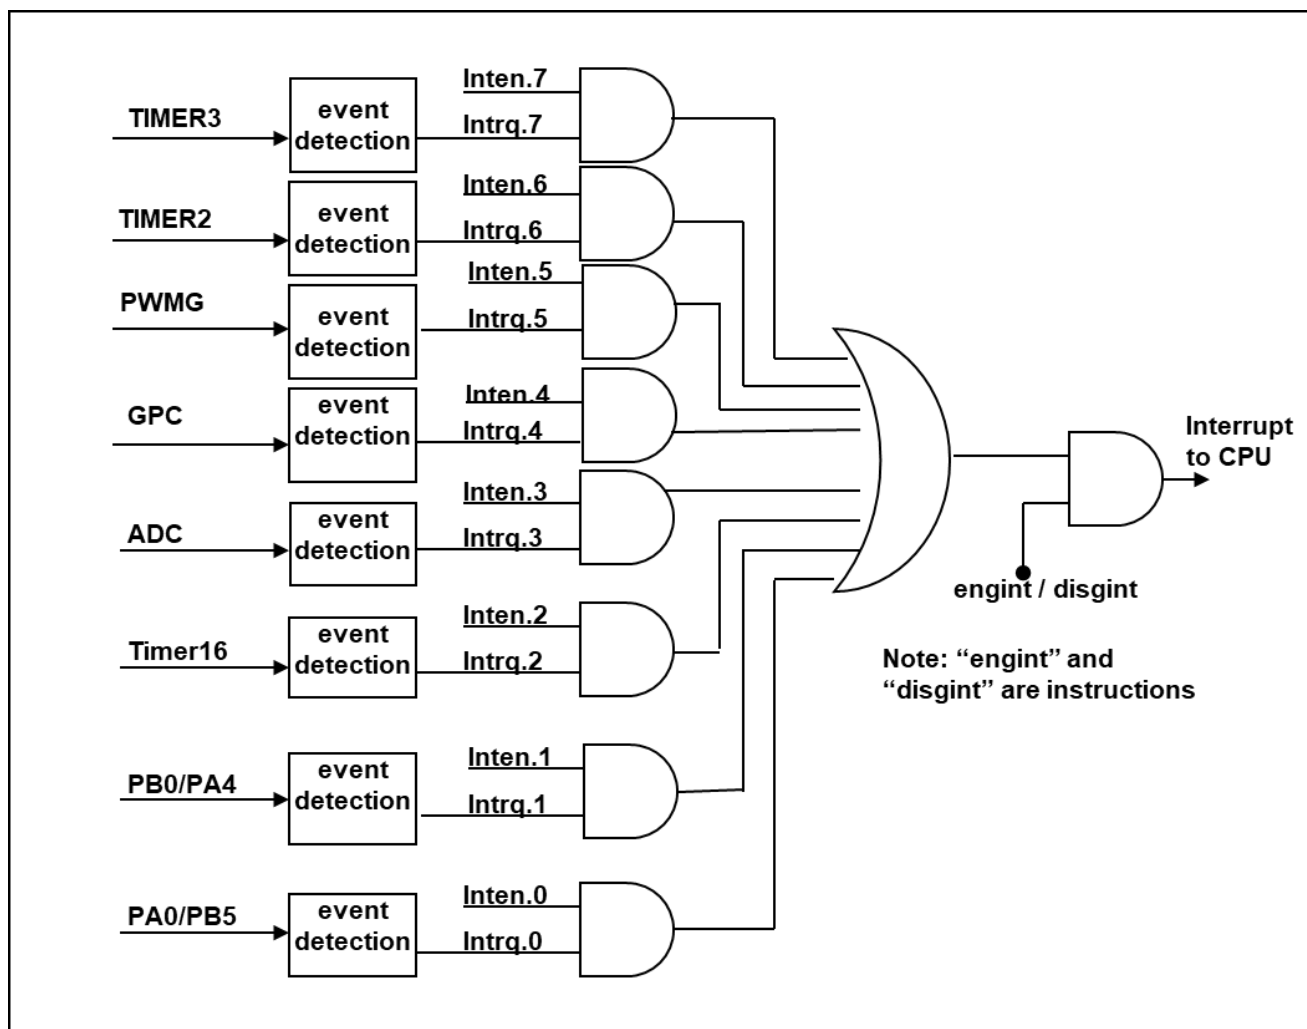 Inten.7
TIMER3
event
detection
Intrq.7
Inten.6
TIMER2
event
detection
Intrq.6
Inten.5
PWMG
event
detection
Intrq.5
Inten.4
GPC
event
detection
Intrq.4
Interrupt
to CPU
Inten.3
ADC
event
detection
Intrq.3
engint / disgint
Inten.2
Timer16
event
detection
Intrq.2
Note: “engint” and
“disgint” are instructions
Inten.1
PB0/PA4
event
detection
Intrq.1
Inten.0
PA0/PB5
event
detection
Intrq.0